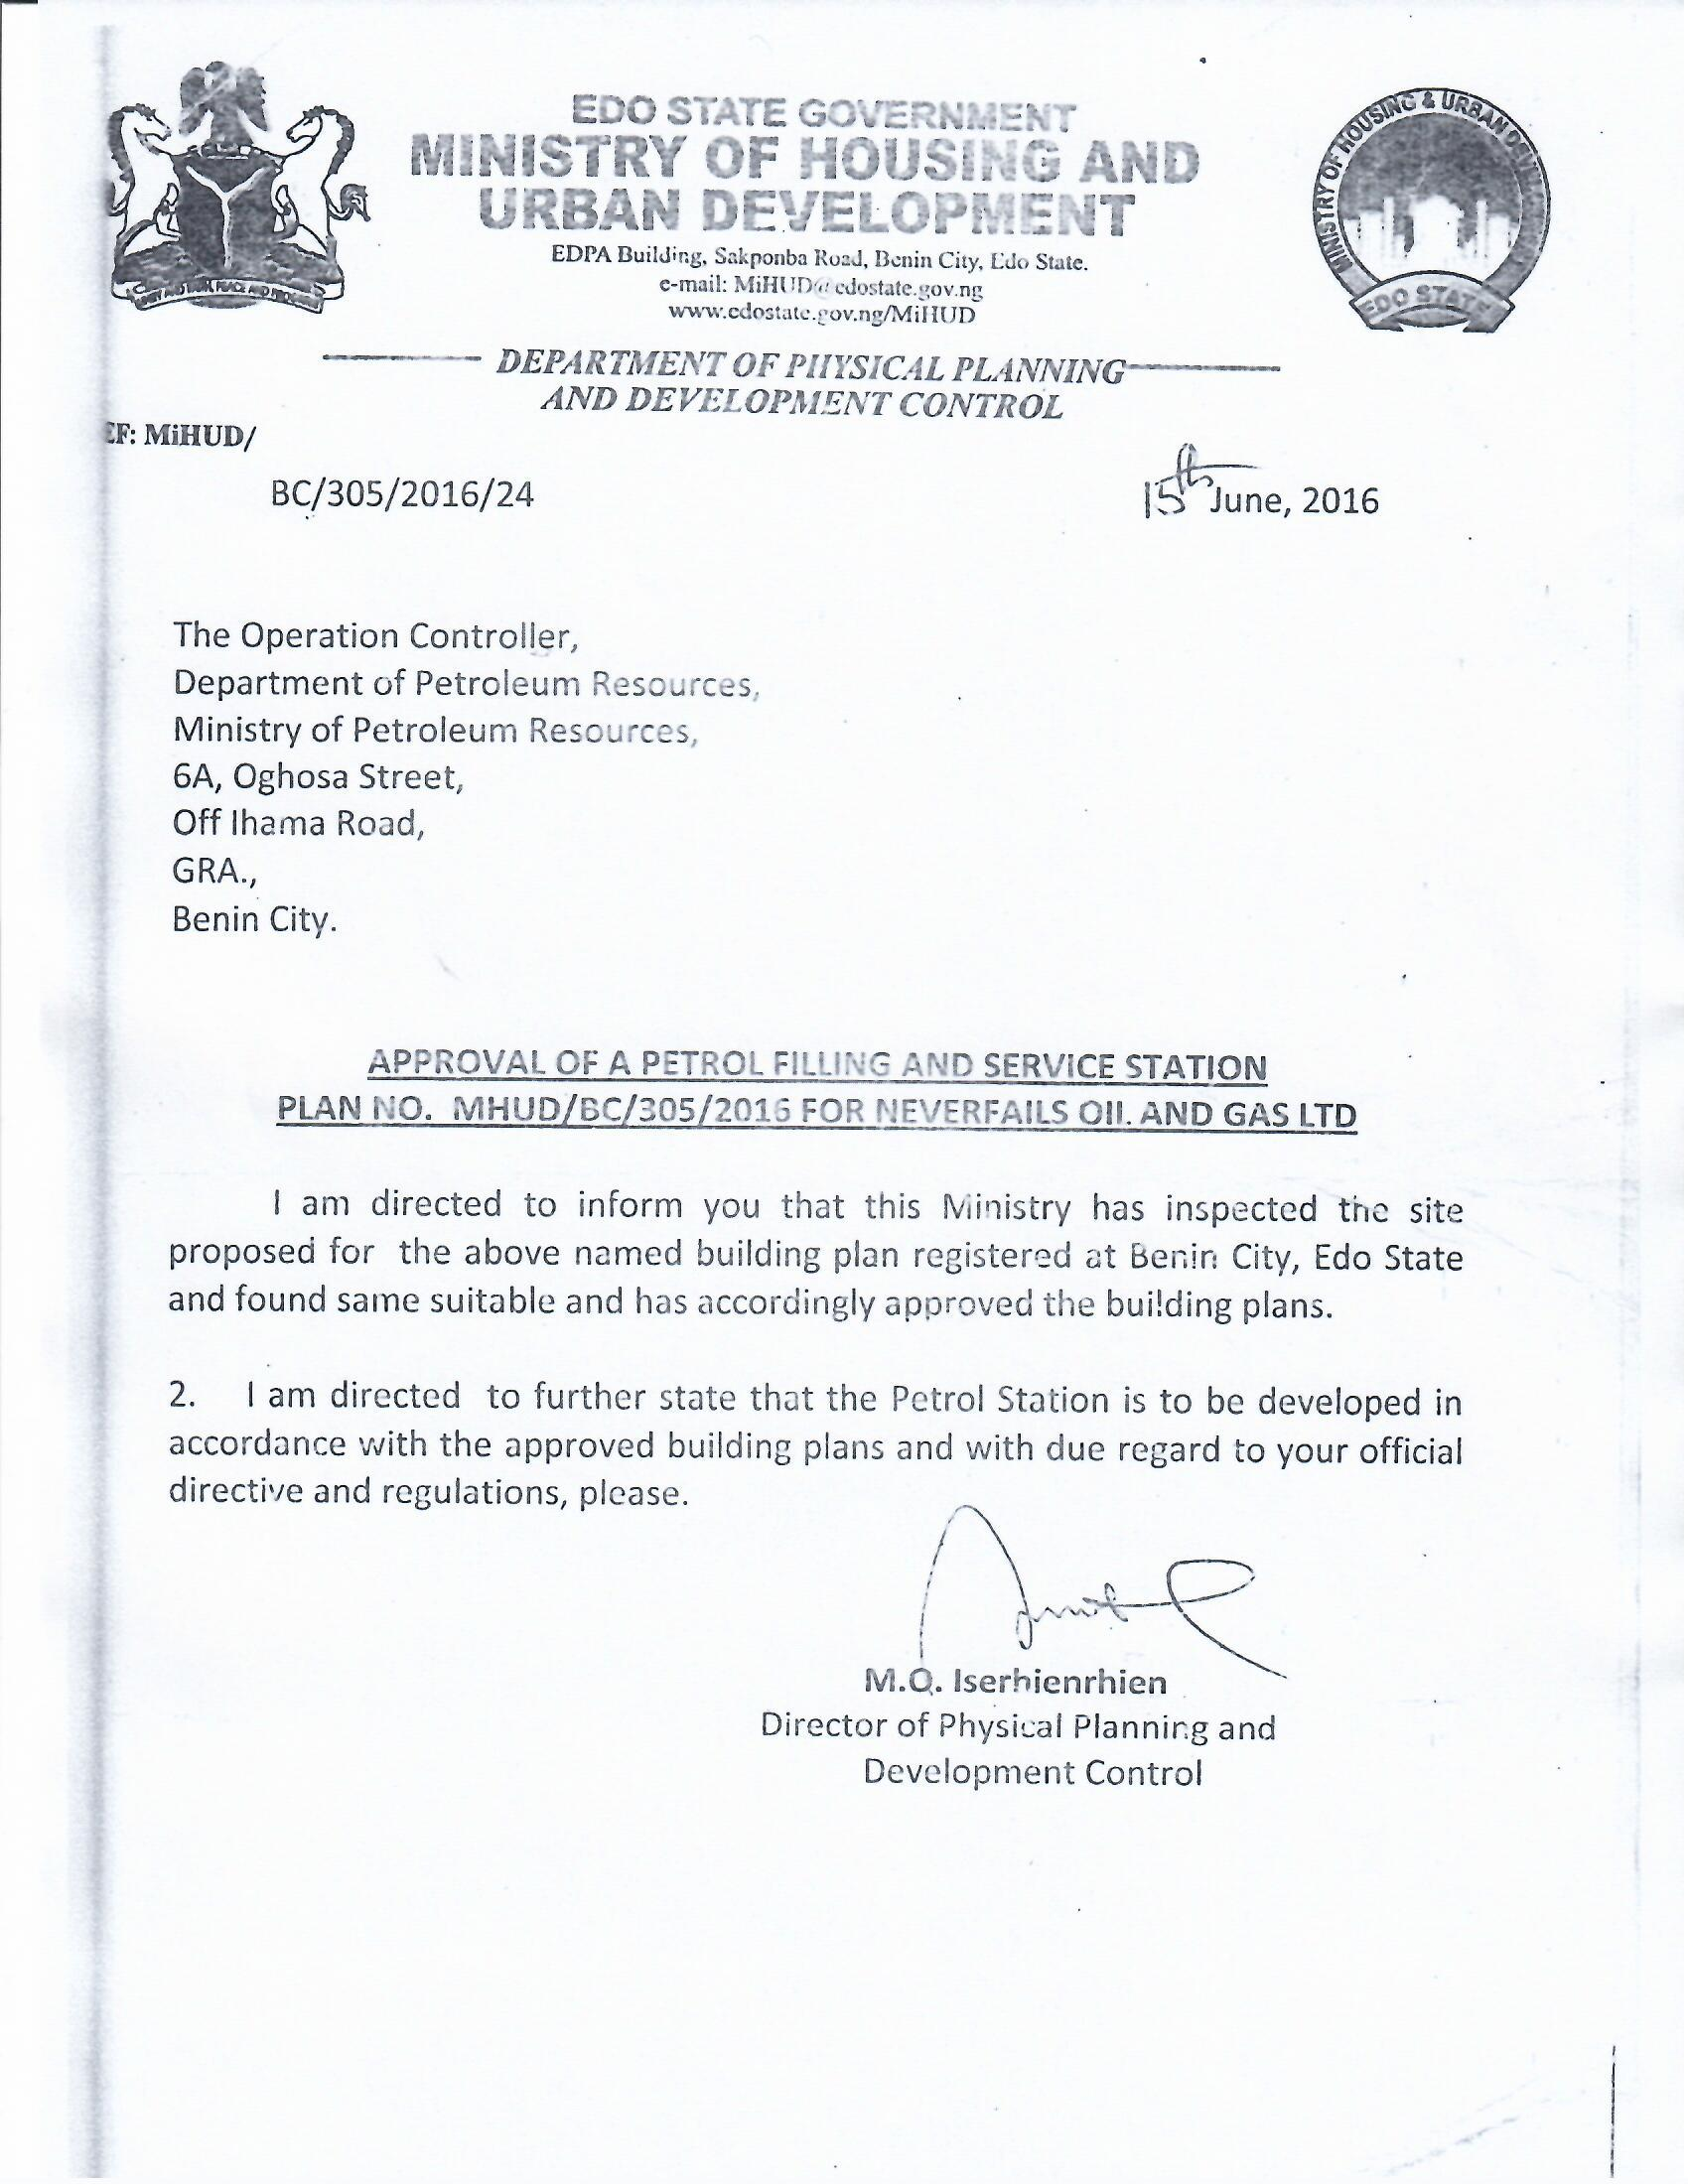 EDO STATE GOVERNMENT
MINISTRY OF HOUSING AND
URBAN DEVELOPMENT
EDPA Building, Sakponba Road, Benin City, Edo State.
e-mail: MiHUD@edostate.gov.ng
www.edostate.gov.ng/MiHUD
MINISTRY OF HOUSING & URBAN DEVELOPMENT
EDO STATE
DEPARTMENT OF PHYSICAL PLANNING
AND DEVELOPMENT CONTROL
EF: MiHUD/
BC/305/2016/24
15th June, 2016
The Operation Controller,
Department of Petroleum Resources,
Ministry of Petroleum Resources,
6A, Oghosa Street,
Off Ihama Road,
GRA.,
Benin City.
APPROVAL OF A PETROL FILLING AND SERVICE STATION
PLAN NO. MHUD/BC/305/2016 FOR NEVERFAILS OIL AND GAS LTD
I am directed to inform you that this Ministry has inspected the site
proposed for the above named building plan registered at Benin City, Edo State
and found same suitable and has accordingly approved the building plans.
2. I am directed to further state that the Petrol Station is to be developed in
accordance with the approved building plans and with due regard to your official
directive and regulations, please.
M.O. Iserhienrhien
Director of Physical Planning and
Development Control